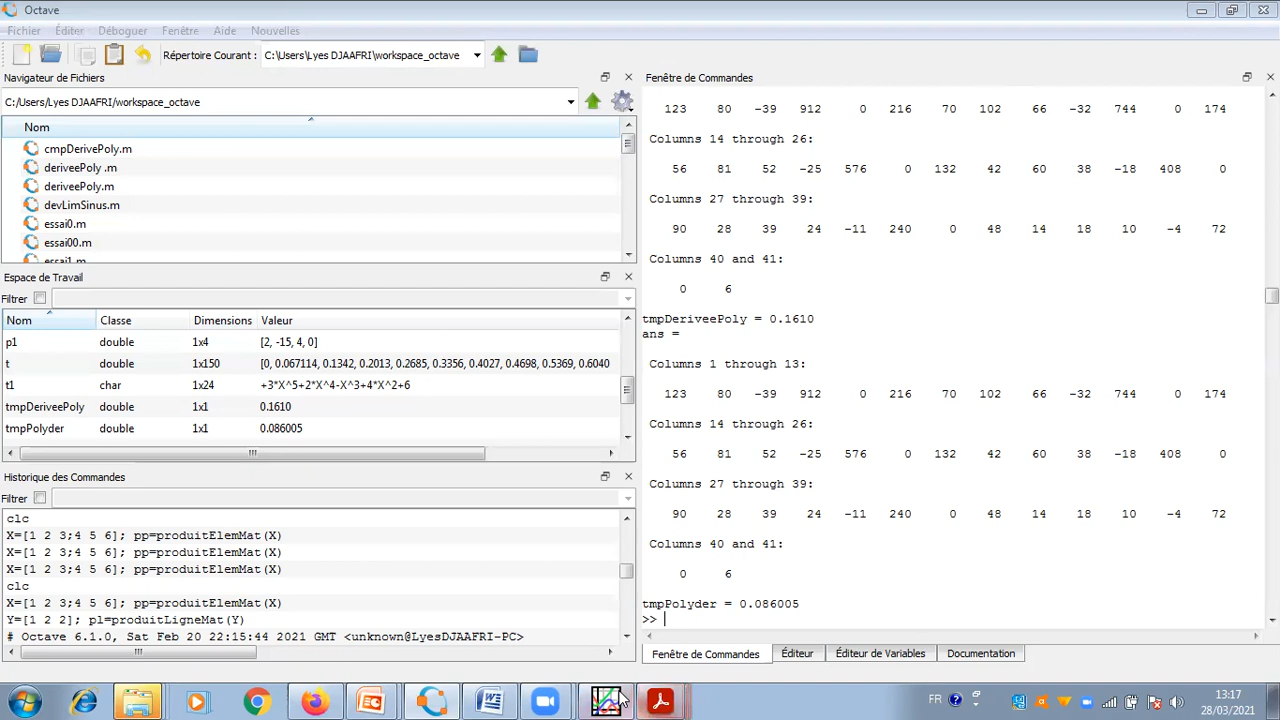 Octave
Fichier Éditer Déboguer Fenêtre Aide Nouvelles
Répertoire Courant : C:\Users\Lyes DJAAFRI\workspace_octave
Navigateur de Fichiers
C:/Users/Lyes DJAAFRI/workspace_octave
Nom
cmpDerivePoly.m
deriveePoly .m
deriveePoly.m
devLimSinus.m
essai0.m
essai00.m
essai1.m
Espace de Travail
Filtrer
Nom Classe Dimensions Valeur
p1 double 1x4 [2, -15, 4, 0]
t double 1x150 [0, 0.067114, 0.1342, 0.2013, 0.2685, 0.3356, 0.4027, 0.4698, 0.5369, 0.6040
t1 char 1x24 +3*X^5+2*X^4-X^3+4*X^2+6
tmpDeriveePoly double 1x1 0.1610
tmpPolyder double 1x1 0.086005
Historique des Commandes
Filtrer
clc
X=[1 2 3;4 5 6]; pp=produitElemMat(X)
X=[1 2 3;4 5 6]; pp=produitElemMat(X)
X=[1 2 3;4 5 6]; pp=produitElemMat(X)
clc
X=[1 2 3;4 5 6]; pp=produitElemMat(X)
Y=[1 2 2]; pl=produitLigneMat(Y)
# Octave 6.1.0, Sat Feb 20 22:15:44 2021 GMT <unknown@LyesDJAAFRI-PC>
Fenêtre de Commandes
123 80 -39 912 0 216 70 102 66 -32 744 0 174
Columns 14 through 26:
56 81 52 -25 576 0 132 42 60 38 -18 408 0
Columns 27 through 39:
90 28 39 24 -11 240 0 48 14 18 10 -4 72
Columns 40 and 41:
0 6
tmpDeriveePoly = 0.1610
ans =
Columns 1 through 13:
123 80 -39 912 0 216 70 102 66 -32 744 0 174
Columns 14 through 26:
56 81 52 -25 576 0 132 42 60 38 -18 408 0
Columns 27 through 39:
90 28 39 24 -11 240 0 48 14 18 10 -4 72
Columns 40 and 41:
0 6
tmpPolyder = 0.086005
>>
Fenêtre de Commandes Éditeur Éditeur de Variables Documentation
FR 13:17
28/03/2021